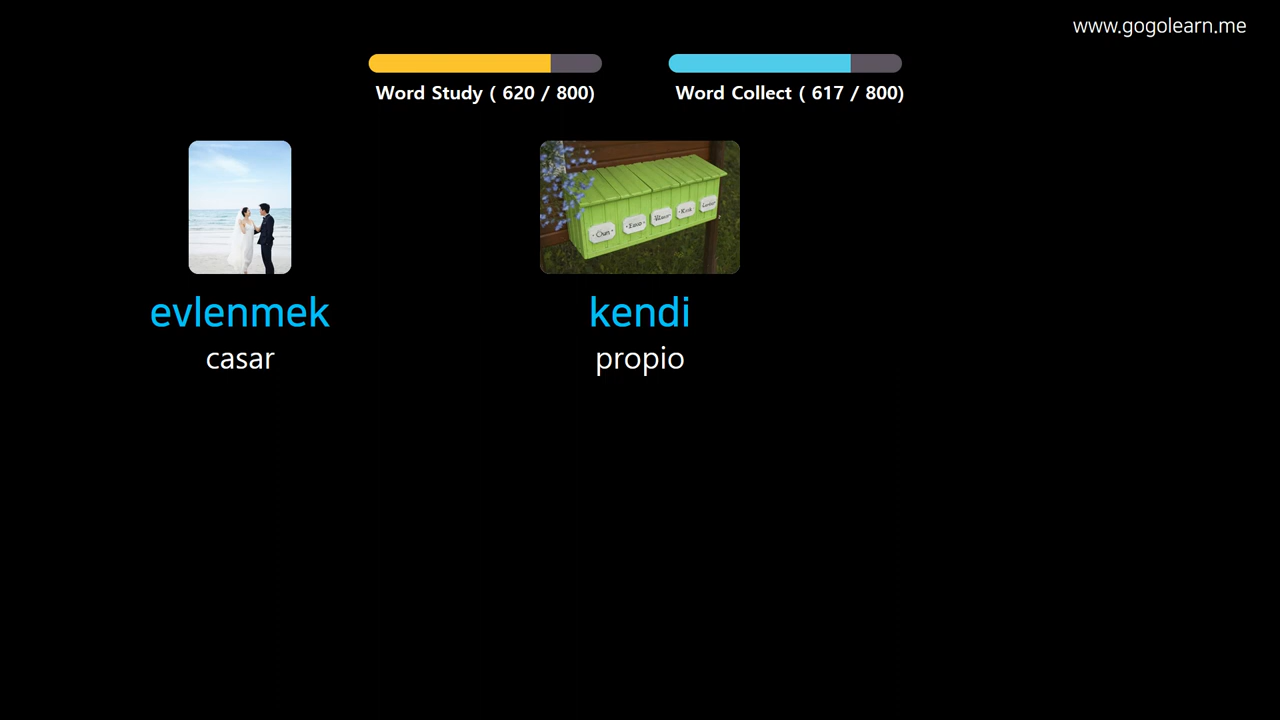 www.gogolearn.me
Word Study ( 620 / 800)
Word Collect ( 617 / 800)
evlenmek
casar
kendi
propio